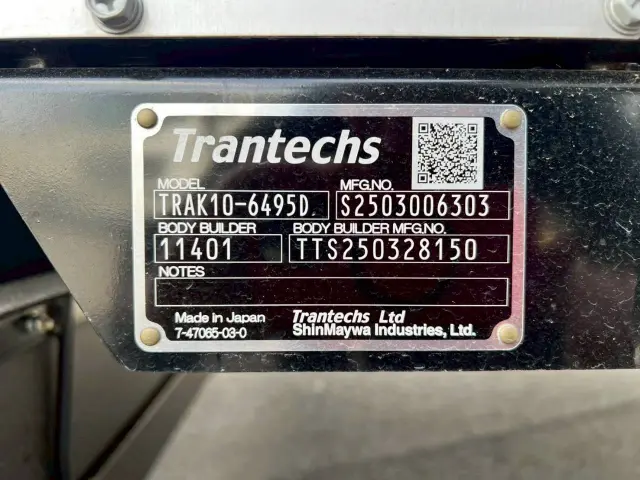 Trantechs
MODEL MFG.NO.
TRAK10-6495D. S2503006303
BODY BUILDER BODY BUILDER MFG.NO.
11401 TTS250328150
NOTES
Made in Japan Trantechs Ltd
7-47065-03-0 ShinMaywa Industries, Ltd.